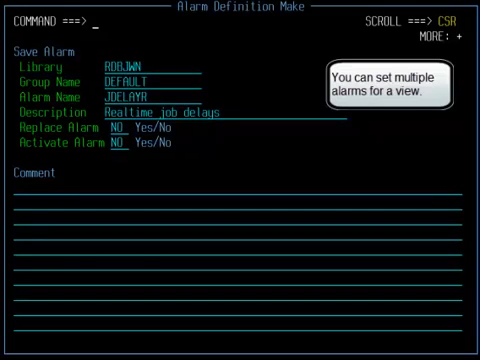 Alarm Definition Make
COMMAND ===> _ SCROLL ===> CSR
MORE: +
Save Alarm
Library RDBJWN
Group Name DEFAULT
Alarm Name JDELAYR
Description Realtime job delays
Replace Alarm NO Yes/No
Activate Alarm NO Yes/No
You can set multiple
alarms for a view.
Comment